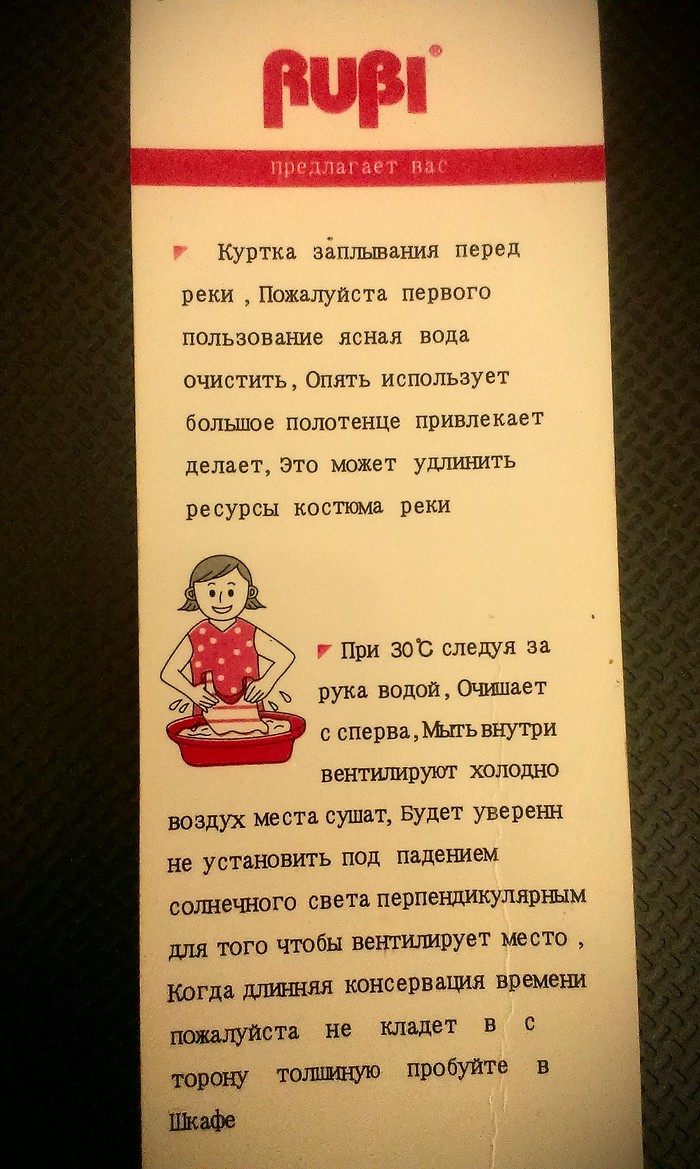 RUBI®
предлагает вас
Куртка заплывания перед
реки , Пожалуйста первого
пользование ясная вода
очистить, Опять использует
большое полотенце привлекает
делает, Это может удлинить
ресурсы костюма реки
При 30℃ следуя за
рука водой, Очишает
с сперва, Мыть внутри
вентилируют холодно
воздух места сушат, Будет уверенн
не установить под падением
солнечного света перпендикулярным
для того чтобы вентилирует место ,
Когда длинняя консервация времени
пожалуйста не кладет в с
торону толшиную пробуйте в
Шкафе